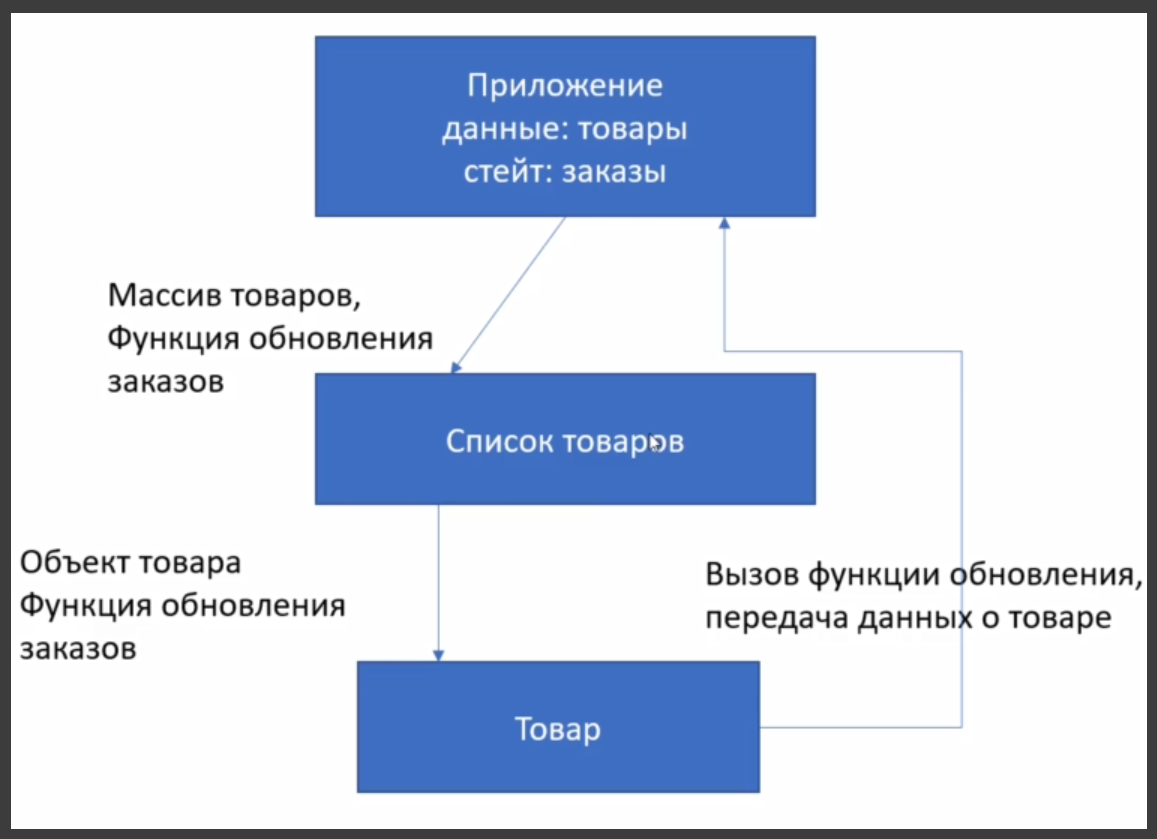 Приложение
данные: товары
стейт: заказы
Массив товаров,
Функция обновления
заказов
Список товаров
Объект товара
Функция обновления
заказов
Вызов функции обновления,
передача данных о товаре
Товар